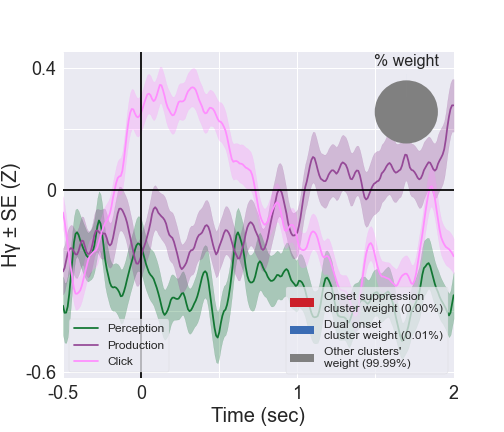 % weight
0.4
0
-0.6
Hγ ± SE (Z)
Perception
Production
Click
Onset suppression
cluster weight (0.00%)
Dual onset
cluster weight (0.01%)
Other clusters'
weight (99.99%)
-0.5
0
1
2
Time (sec)